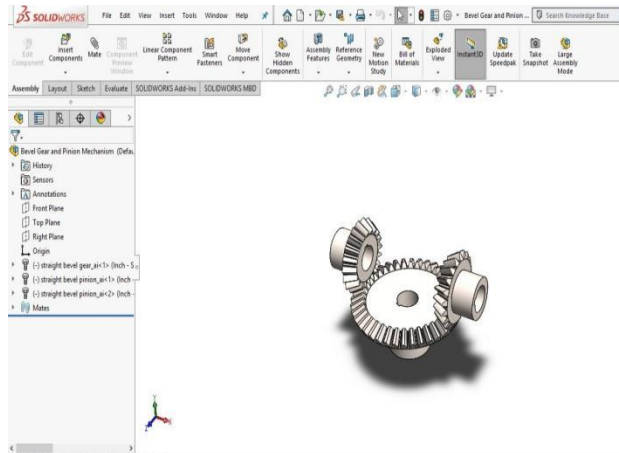 SOLIDWORKS File Edit View Insert Tools Window Help Bevel Gear and Pinion ... Search Knowledge Base
Edit Component
Insert Components
Mate
Component Preview Window
Linear Component Pattern
Smart Fasteners
Move Component
Show Hidden Components
Assembly Features
Reference Geometry
New Motion Study
Bill of Materials
Exploded View
Instant3D
Update Speedpak
Take Snapshot
Large Assembly Mode
Assembly Layout Sketch Evaluate SOLIDWORKS Add-Ins SOLIDWORKS MBD
Bevel Gear and Pinion Mechanism (Defau
History
Sensors
Annotations
Front Plane
Top Plane
Right Plane
Origin
(-) straight bevel gear_ai<1> (Inch - S
(-) straight bevel pinion_ai<1> (Inch -
(-) straight bevel pinion_ai<2> (Inch -
Mates
Y
X
Z